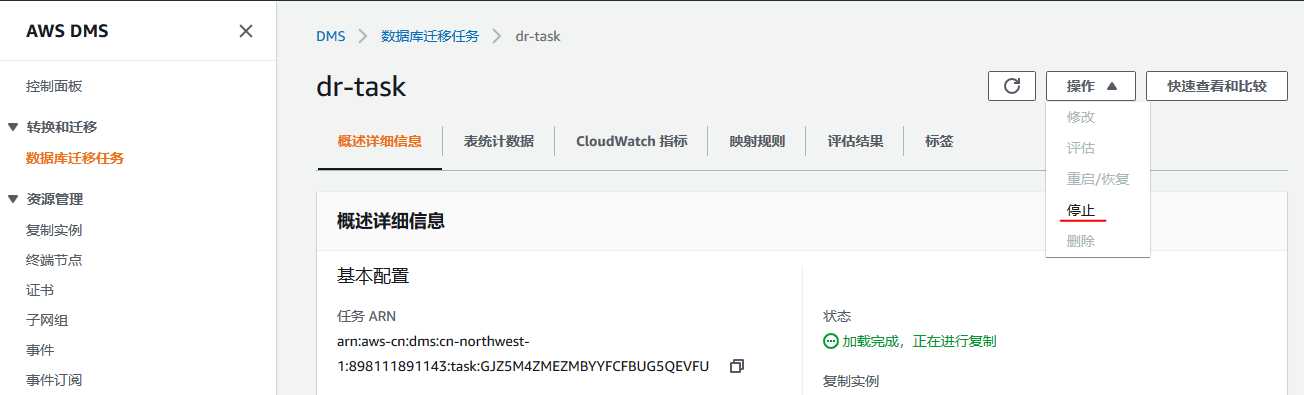 AWS DMS
控制面板
转换和迁移
数据库迁移任务
资源管理
复制实例
终端节点
证书
子网组
事件
事件订阅
DMS
数据库迁移任务
dr-task
dr-task
操作
快速查看和比较
修改
评估
重启/恢复
停止
删除
概述详细信息
表统计数据
CloudWatch 指标
映射规则
评估结果
标签
概述详细信息
基本配置
任务 ARN
arn:aws-cn:dms:cn-northwest-
1:898111891143:task:GJZ5M4ZMEZMBYYFCFBUG5QEVFU
状态
加载完成，正在进行复制
复制实例